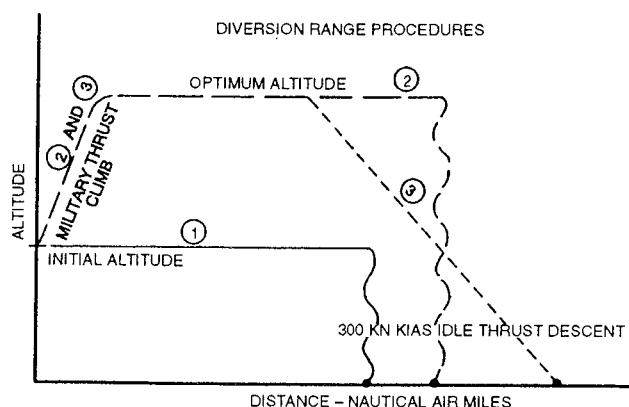 DIVERSION RANGE PROCEDURES
OPTIMUM ALTITUDE
2
2 AND 3
MILITARY THRUST
CLIMB
3
ALTITUDE
1
INITIAL ALTITUDE
300 KN KIAS IDLE THRUST DESCENT
DISTANCE – NAUTICAL AIR MILES